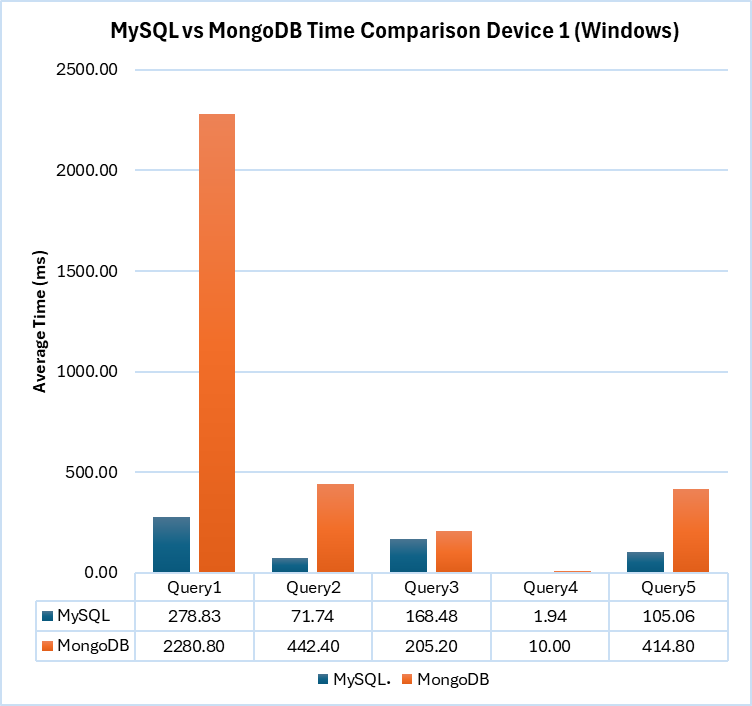 MySQL vs MongoDB Time Comparison Device 1 (Windows)
2500.00
2000.00
1500.00
1000.00
500.00
0.00
Average Time (ms)
Query1 Query2 Query3 Query4 Query5
MySQL 278.83 71.74 168.48 1.94 105.06
MongoDB 2280.80 442.40 205.20 10.00 414.80
MySQL. MongoDB